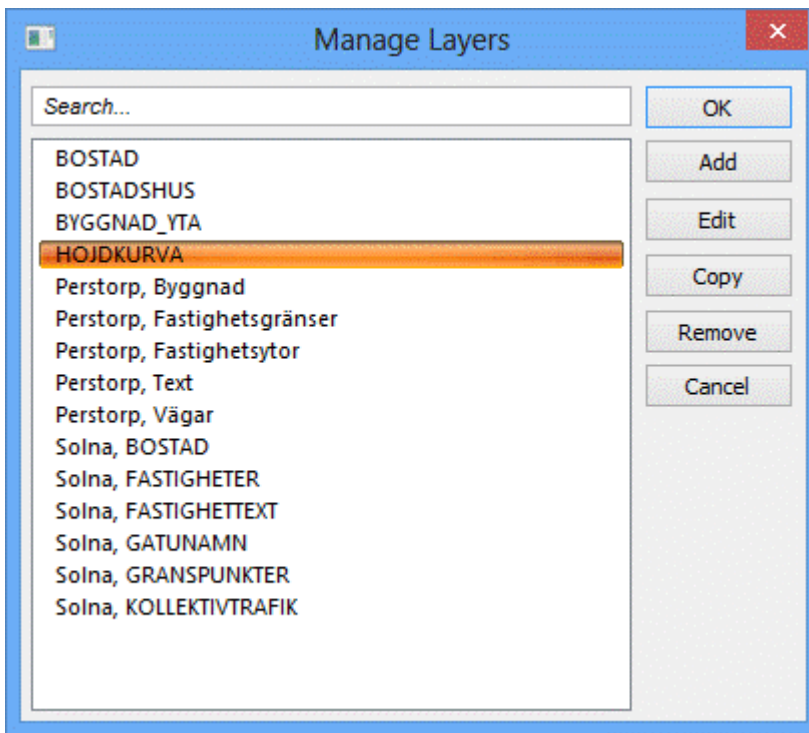 Manage Layers
Search...
OK
BOSTAD
Add
BOSTADSHUS
BYGGNAD_YTA
Edit
HOJDKURVA
Perstorp, Byggnad
Copy
Perstorp, Fastighetsgränser
Perstorp, Fastighetsytor
Remove
Perstorp, Text
Cancel
Perstorp, Vägar
Solna, BOSTAD
Solna, FASTIGHETER
Solna, FASTIGHETTEXT
Solna, GATUNAMN
Solna, GRANSPUNKTER
Solna, KOLLEKTIVTRAFIK